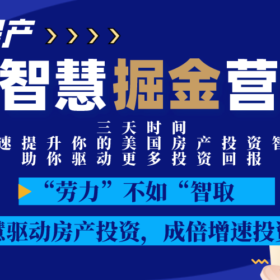 产
智慧掘金营
三天时间
速提升你的美国房产投资智
助你驱动更多投资回报
“劳力”不如“智取
慧驱动房产投资，成倍增速投资